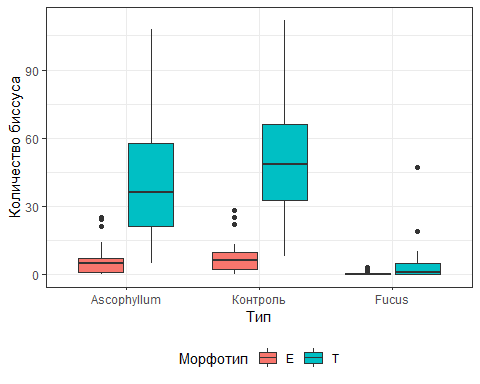 Количество биссуса
90
60
30
0
Ascophyllum Контроль Fucus
Тип
Морфотип E T